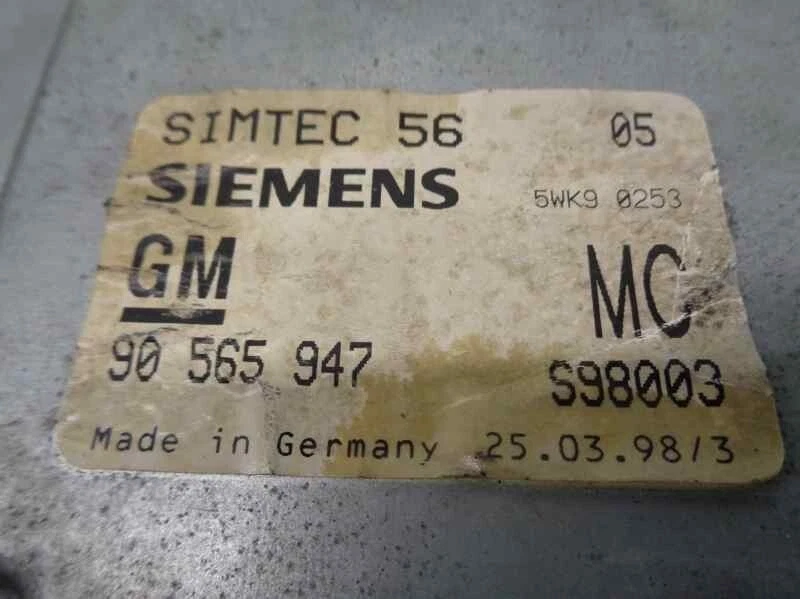 SIMTEC 56 05
SIEMENS 5WK9 0253
GM MC
90 565 947 S98003
Made in Germany 25.03.98/3